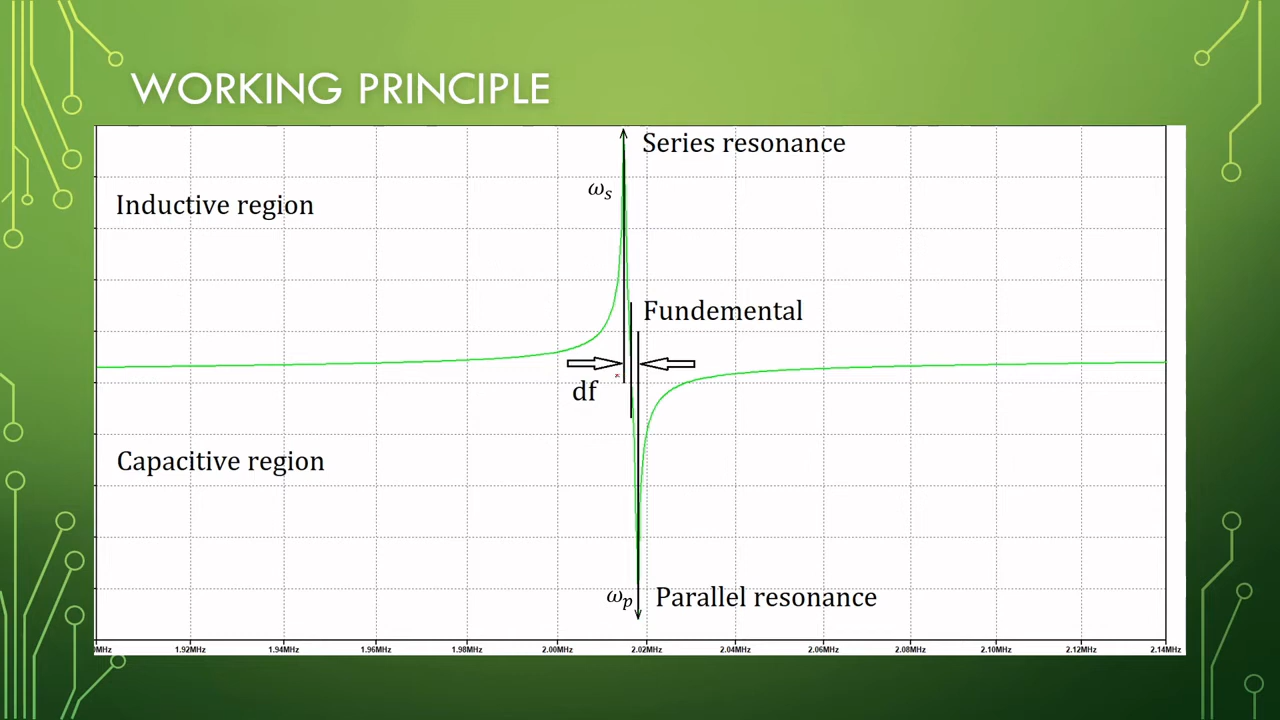 WORKING PRINCIPLE
Series resonance
ωs
Inductive region
Fundemental
df
Capacitive region
ωp
Parallel resonance
0MHz 1.92MHz 1.94MHz 1.96MHz 1.98MHz 2.00MHz 2.02MHz 2.04MHz 2.06MHz 2.08MHz 2.10MHz 2.12MHz 2.14MHz